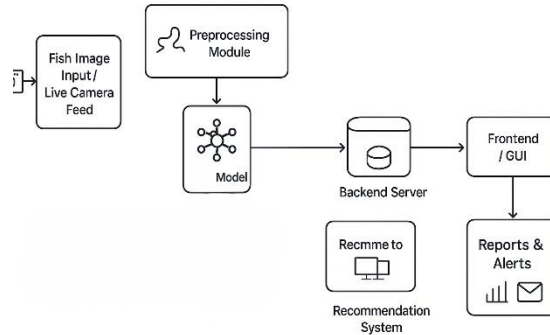 Fish Image
Input /
Live Camera
Feed
Preprocessing
Module
Model
Backend Server
Frontend
/ GUI
Recmme to
Recommendation
System
Reports &
Alerts